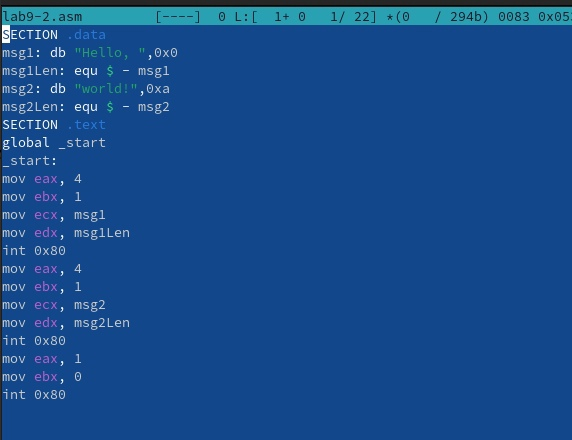 lab9-2.asm [----] 0 L:[ 1+ 0 1/ 22] *(0 / 294b) 0083 0x053
SECTION .data
msg1: db "Hello, ",0x0
msg1Len: equ $ - msg1
msg2: db "world!",0xa
msg2Len: equ $ - msg2
SECTION .text
global _start
_start:
mov eax, 4
mov ebx, 1
mov ecx, msg1
mov edx, msg1Len
int 0x80
mov eax, 4
mov ebx, 1
mov ecx, msg2
mov edx, msg2Len
int 0x80
mov eax, 1
mov ebx, 0
int 0x80